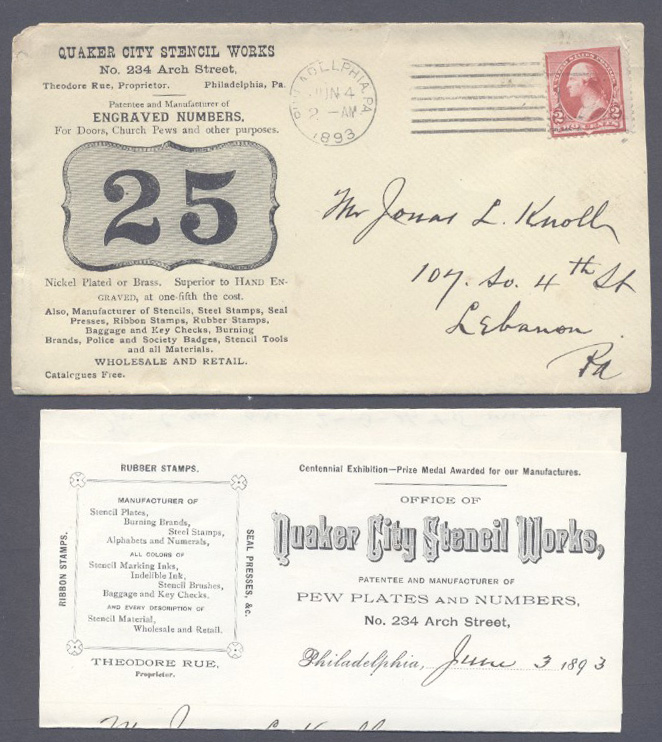 QUAKER CITY STENCIL WORKS
No. 234 Arch Street,
Theodore Rue, Proprietor. Philadelphia, Pa.
Patentee and Manufacturer of
ENGRAVED NUMBERS,
For Doors, Church Pews and other purposes.
25
Nickel Plated or Brass. Superior to HAND EN-
GRAVED, at one-fifth the cost.
Also, Manufacturer of Stencils, Steel Stamps, Seal
Presses, Ribbon Stamps, Rubber Stamps,
Baggage and Key Checks, Burning
Brands, Police and Society Badges, Stencil Tools
and all Materials.
WHOLESALE AND RETAIL.
Catalogues Free.
PHILADELPHIA, PA.
JUN 4
2 - AM
1893
2 2
TWO CENTS
Mr Jonas L. Knoll
107. So. 4th St
Lebanon
Pa
RUBBER STAMPS.
RIBBON STAMPS.
SEAL PRESSES, &c.
MANUFACTURER OF
Stencil Plates,
Burning Brands,
Steel Stamps,
Alphabets and Numerals,
ALL COLORS OF
Stencil Marking Inks,
Indelible Ink,
Stencil Brushes,
Baggage and Key Checks.
AND EVERY DESCRIPTION OF
Stencil Material,
Wholesale and Retail.
THEODORE RUE,
Proprietor.
Centennial Exhibition—Prize Medal Awarded for our Manufactures.
OFFICE OF
Quaker City Stencil Works,
PATENTEE AND MANUFACTURER OF
PEW PLATES AND NUMBERS,
No. 234 Arch Street,
Philadelphia, June 3 1893